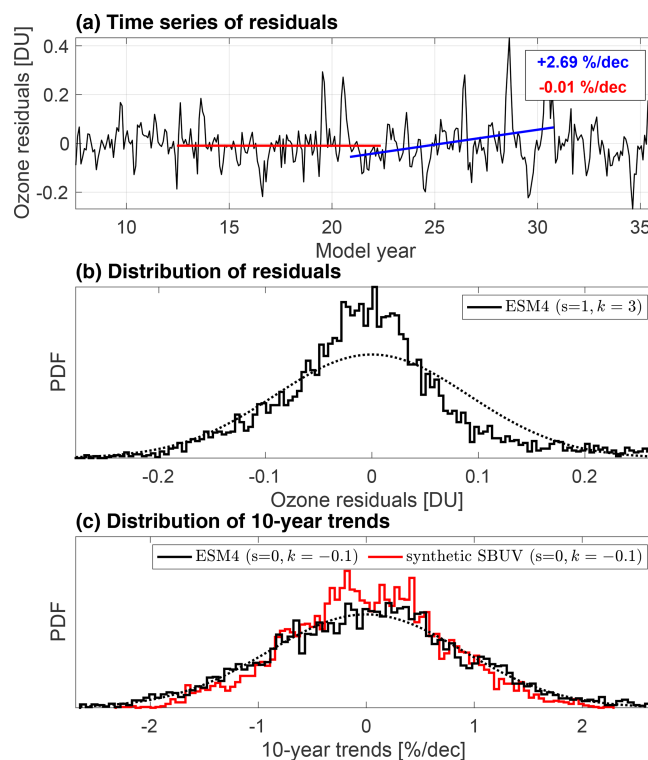 (a) Time series of residuals
Ozone residuals [DU]
0.4
0.2
0
-0.2
+2.69 %/dec
-0.01 %/dec
10 15 20 25 30 35
Model year
(b) Distribution of residuals
PDF
ESM4 (s=1, k = 3)
-0.2 -0.1 0 0.1 0.2
Ozone residuals [DU]
(c) Distribution of 10-year trends
PDF
ESM4 (s=0, k = −0.1) synthetic SBUV (s=0, k = −0.1)
-2 -1 0 1 2
10-year trends [%/dec]